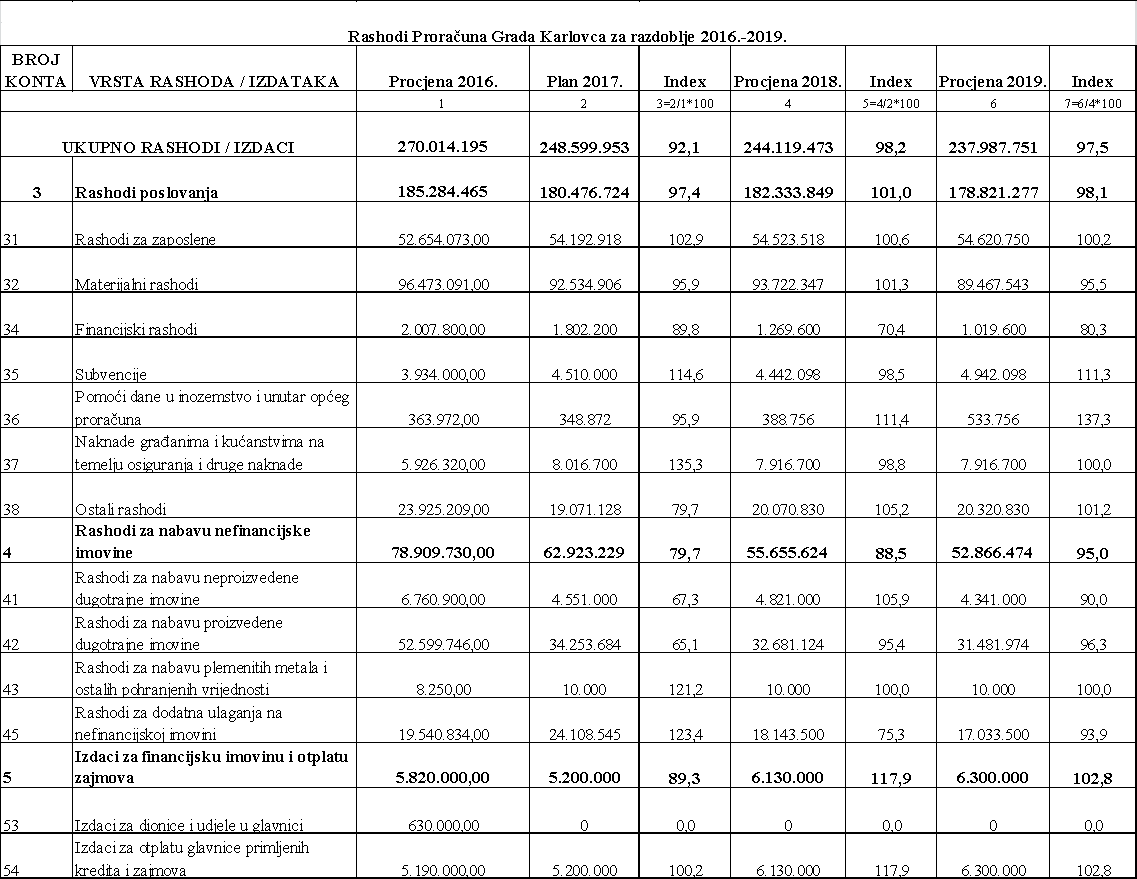 Rashodi Proračuna Grada Karlovca za razdoblje 2016.-2019.
BROJ KONTA VRSTA RASHODA / IZDATAKA Procjena 2016. Plan 2017. Index Procjena 2018. Index Procjena 2019. Index
1 2 3=2/1*100 4 5=4/2*100 6 7=6/4*100
UKUPNO RASHODI / IZDACI 270.014.195 248.599.953 92,1 244.119.473 98,2 237.987.751 97,5
3 Rashodi poslovanja 185.284.465 180.476.724 97,4 182.333.849 101,0 178.821.277 98,1
31 Rashodi za zaposlene 52.654.073,00 54.192.918 102,9 54.523.518 100,6 54.620.750 100,2
32 Materijalni rashodi 96.473.091,00 92.534.906 95,9 93.722.347 101,3 89.467.543 95,5
34 Financijski rashodi 2.007.800,00 1.802.200 89,8 1.269.600 70,4 1.019.600 80,3
35 Subvencije 3.934.000,00 4.510.000 114,6 4.442.098 98,5 4.942.098 111,3
Pomoći dane u inozemstvo i unutar općeg
36 proračuna 363.972,00 348.872 95,9 388.756 111,4 533.756 137,3
Naknade građanima i kućanstvima na
37 temelju osiguranja i druge naknade 5.926.320,00 8.016.700 135,3 7.916.700 98,8 7.916.700 100,0
38 Ostali rashodi 23.925.209,00 19.071.128 79,7 20.070.830 105,2 20.320.830 101,2
Rashodi za nabavu nefinancijske
4 imovine 78.909.730,00 62.923.229 79,7 55.655.624 88,5 52.866.474 95,0
Rashodi za nabavu neproizvedene
41 dugotrajne imovine 6.760.900,00 4.551.000 67,3 4.821.000 105,9 4.341.000 90,0
Rashodi za nabavu proizvedene
42 dugotrajne imovine 52.599.746,00 34.253.684 65,1 32.681.124 95,4 31.481.974 96,3
Rashodi za nabavu plemenitih metala i
43 ostalih pohranjenih vrijednosti 8.250,00 10.000 121,2 10.000 100,0 10.000 100,0
Rashodi za dodatna ulaganja na
45 nefinancijskoj imovini 19.540.834,00 24.108.545 123,4 18.143.500 75,3 17.033.500 93,9
Izdaci za financijsku imovinu i otplatu
5 zajmova 5.820.000,00 5.200.000 89,3 6.130.000 117,9 6.300.000 102,8
53 Izdaci za dionice i udjele u glavnici 630.000,00 0 0,0 0 0,0 0 0,0
Izdaci za otplatu glavnice primljenih
54 kredita i zajmova 5.190.000,00 5.200.000 100,2 6.130.000 117,9 6.300.000 102,8